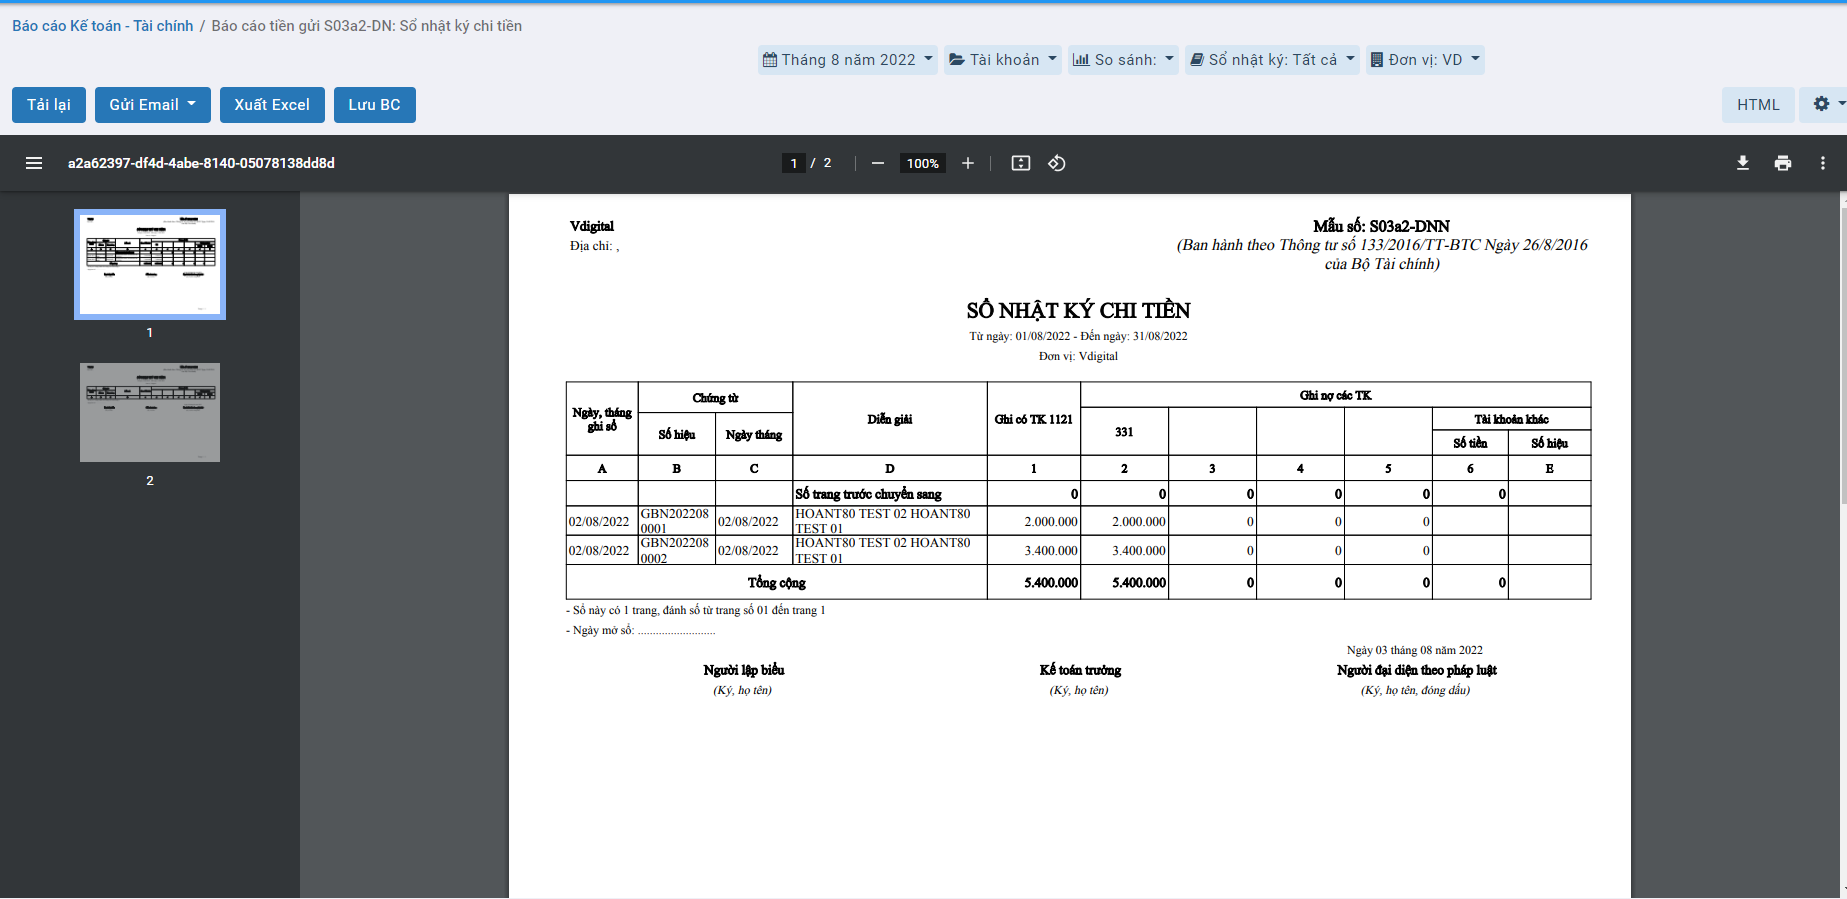 Báo cáo Kế toán - Tài chính / Báo cáo tiền gửi S03a2-DN: Sổ nhật ký chi tiền
Tháng 8 năm 2022 Tài khoản So sánh: Sổ nhật ký: Tất cả Đơn vị: VD
Tải lại Gửi Email Xuất Excel Lưu BC HTML
a2a62397-df4d-4abe-8140-05078138dd8d 1 / 2 100%
1
2
Vdigital
Địa chỉ: ,
Mẫu số: S03a2-DNN
(Ban hành theo Thông tư số 133/2016/TT-BTC Ngày 26/8/2016
của Bộ Tài chính)
SỔ NHẬT KÝ CHI TIỀN
Từ ngày: 01/08/2022 - Đến ngày: 31/08/2022
Đơn vị: Vdigital
Ngày, tháng
ghi sổ
Chứng từ
Số hiệu Ngày tháng
Diễn giải
Ghi có TK 1121
Ghi nợ các TK
331
Tài khoản khác
Số tiền Số hiệu
A B C D 1 2 3 4 5 6 E
Số trang trước chuyển sang 0 0 0 0 0 0
02/08/2022 GBN202208
0001 02/08/2022 HOANT80 TEST 02 HOANT80
TEST 01 2.000.000 2.000.000 0 0 0
02/08/2022 GBN202208
0002 02/08/2022 HOANT80 TEST 02 HOANT80
TEST 01 3.400.000 3.400.000 0 0 0
Tổng cộng 5.400.000 5.400.000 0 0 0 0
- Sổ này có 1 trang, đánh số từ trang số 01 đến trang 1
- Ngày mở sổ: ..........................
Ngày 03 tháng 08 năm 2022
Người lập biểu Kế toán trưởng Người đại diện theo pháp luật
(Ký, họ tên) (Ký, họ tên) (Ký, họ tên, đóng dấu)